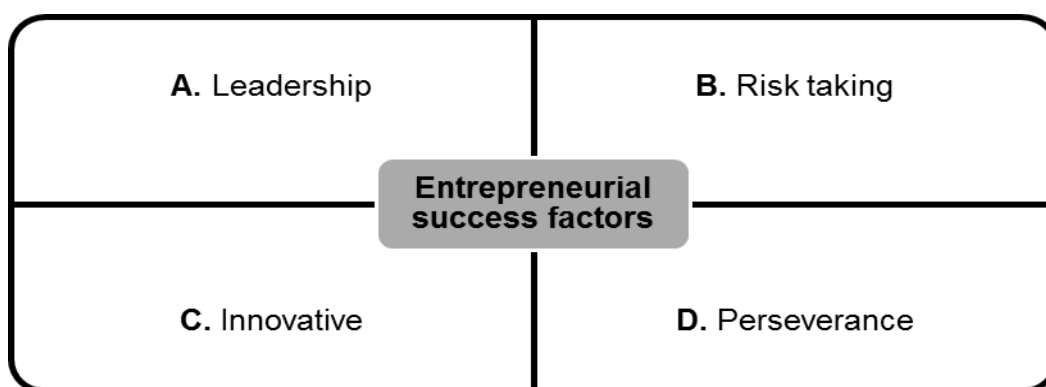 A. Leadership
B. Risk taking
Entrepreneurial
success factors
C. Innovative
D. Perseverance